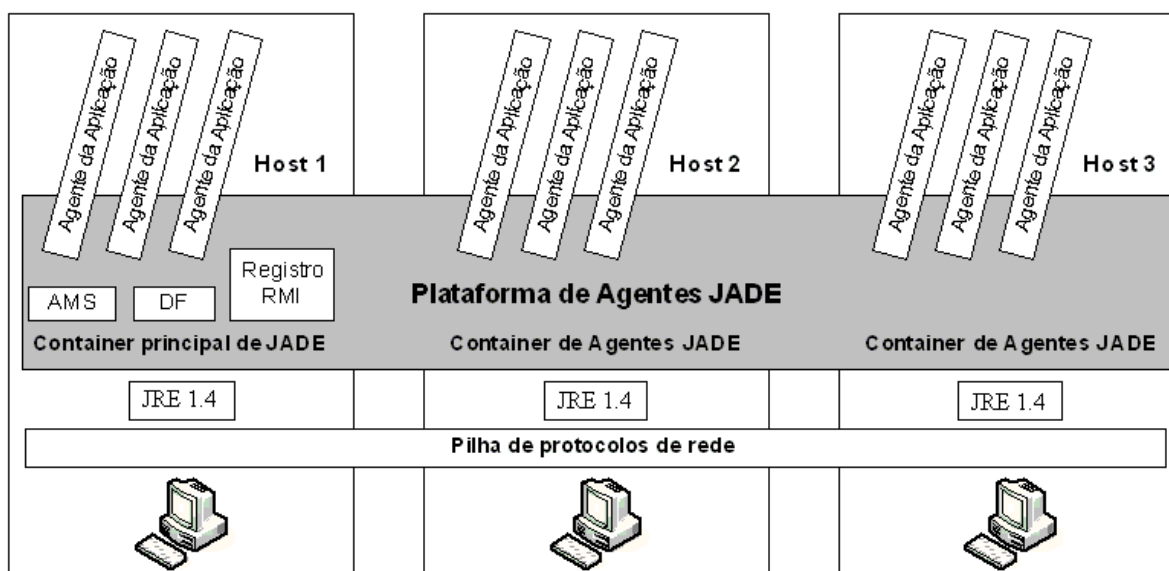 Agente da Aplicação
Agente da Aplicação
Agente da Aplicação
Host 1
Agente da Aplicação
Agente da Aplicação
Agente da Aplicação
Host 2
Agente da Aplicação
Agente da Aplicação
Agente da Aplicação
Host 3
AMS
DF
Registro
RMI
Plataforma de Agentes JADE
Container principal de JADE
Container de Agentes JADE
Container de Agentes JADE
JRE 1.4
JRE 1.4
JRE 1.4
Pilha de protocolos de rede